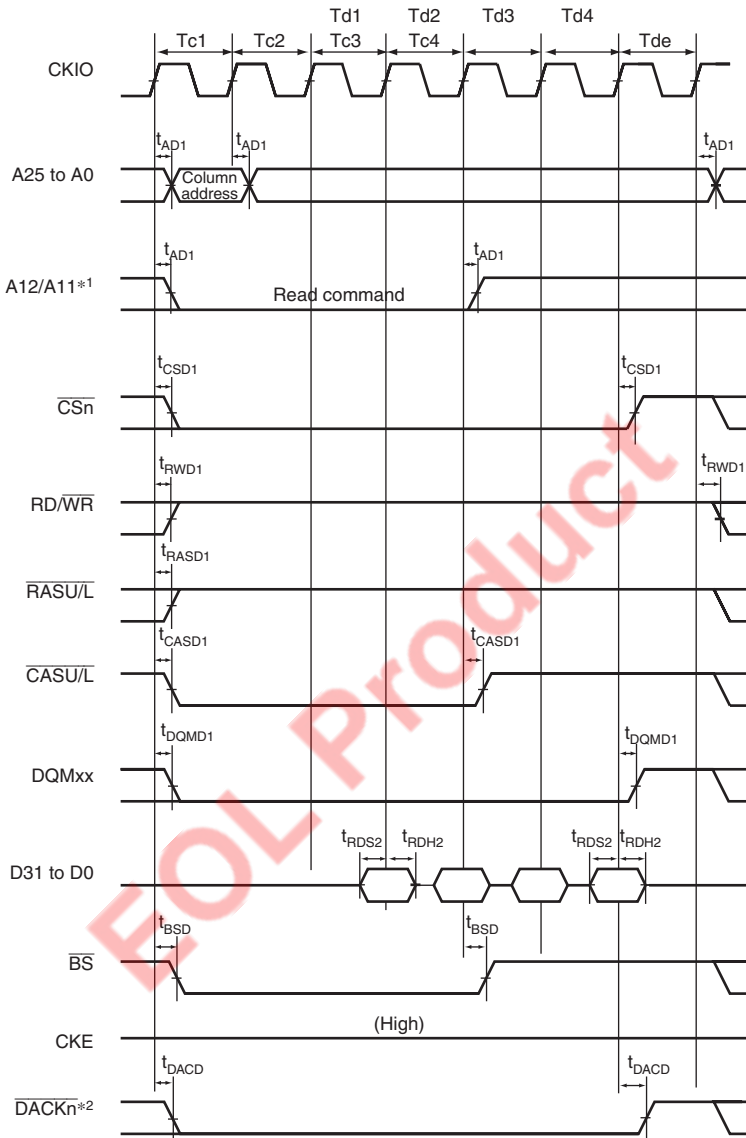 Td1 Td2 Td3 Td4
Tc1 Tc2 Tc3 Tc4 Tde
CKIO
tAD1 tAD1 tAD1
A25 to A0 Column address
tAD1 tAD1
A12/A11*1 Read command
tCSD1 tCSD1
CSn
tRWD1 tRWD1
RD/WR
tRASD1
RASU/L
tCASD1 tCASD1
CASU/L
tDQMD1 tDQMD1
DQMxx
tRDS2 tRDH2 tRDS2 tRDH2
D31 to D0
tBSD tBSD
BS
(High)
CKE
tDACD tDACD
DACKn*2
EOL Product